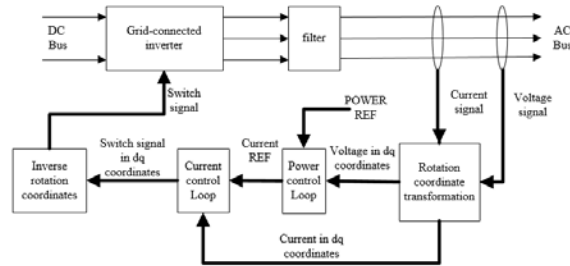 DC
Bus
Grid-connected
inverter
filter
AC
Bus
Switch
signal
Current
signal
Voltage
signal
POWER
REF
Switch signal
in dq
coordinates
Current
REF
Voltage in dq
coordinates
Inverse
rotation
coordinates
Current
control
Loop
Power
control
Loop
Rotation
coordinate
transformation
Current in dq
coordinates